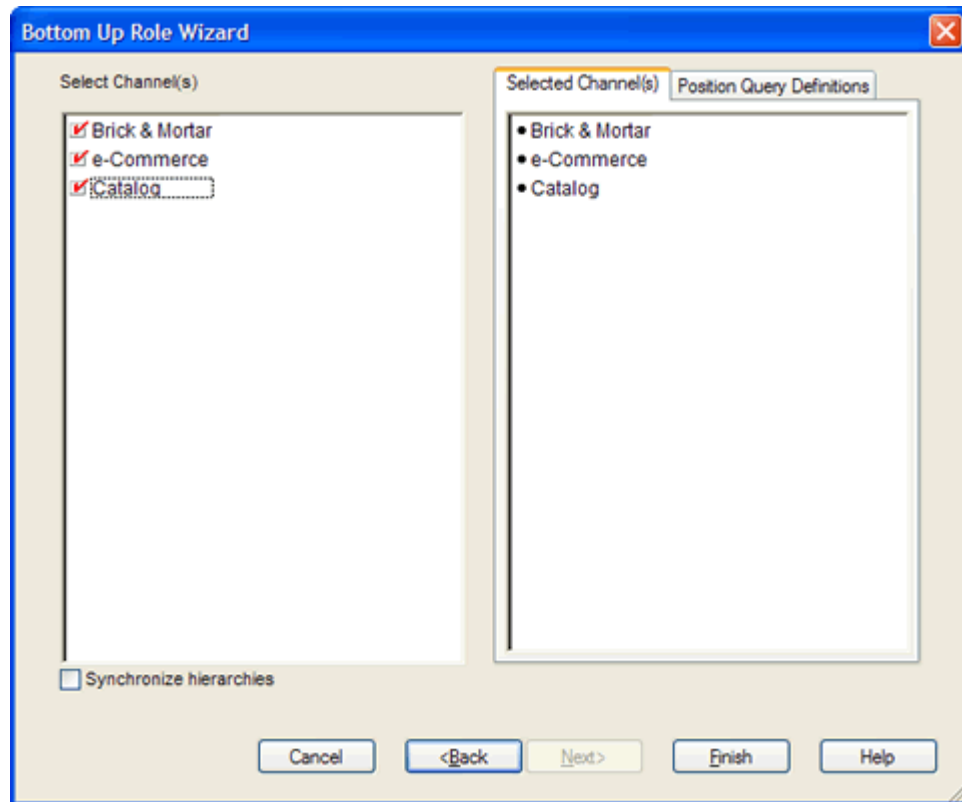 Bottom Up Role Wizard
Select Channel(s)
Brick & Mortar
e-Commerce
Catalog
Synchronize hierarchies
Selected Channel(s) Position Query Definitions
Brick & Mortar
e-Commerce
Catalog
Cancel <Back Next> Finish Help